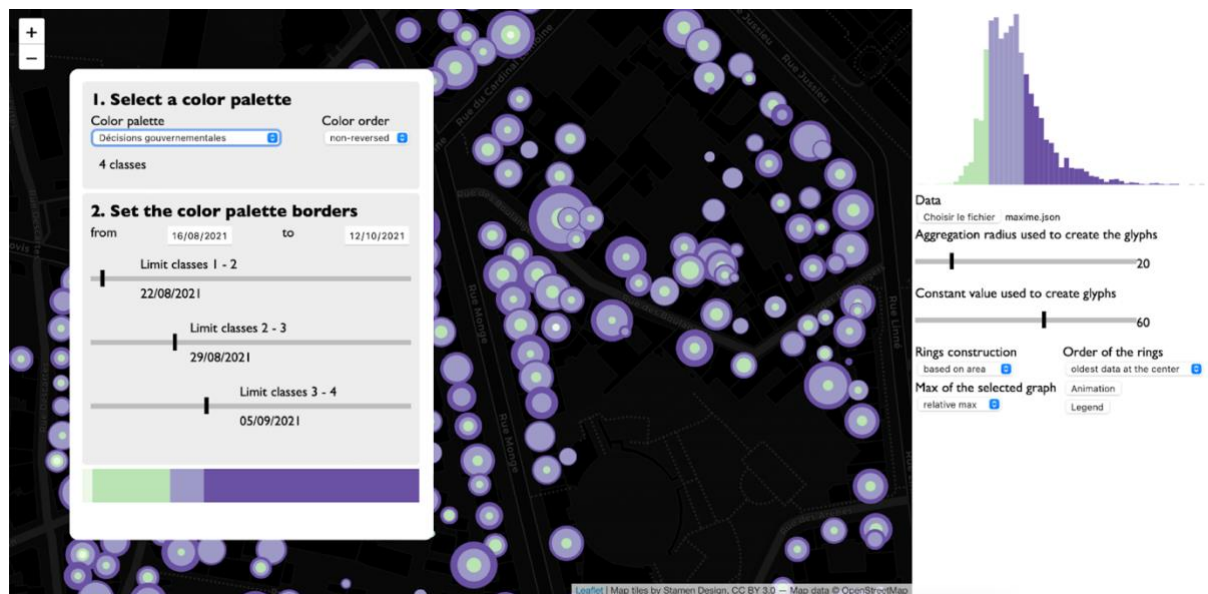 +
−
1. Select a color palette
Color palette
Color order
Décisions gouvernementales
non-reversed
4 classes
2. Set the color palette borders
from
16/08/2021
to
12/10/2021
Limit classes 1 - 2
22/08/2021
Limit classes 2 - 3
29/08/2021
Limit classes 3 - 4
05/09/2021
Rue du Cardinal Lemoine
Rue Jussieu
Rue Jussieu
Rue Monge
Rue Monge
Rue Linné
Leaflet | Map tiles by Stamen Design, CC BY 3.0 — Map data © OpenStreetMap
Data
Choisir le fichier maxime.json
Aggregation radius used to create the glyphs
20
Constant value used to create glyphs
60
Rings construction
Order of the rings
based on area
oldest data at the center
Max of the selected graph
Animation
relative max
Legend